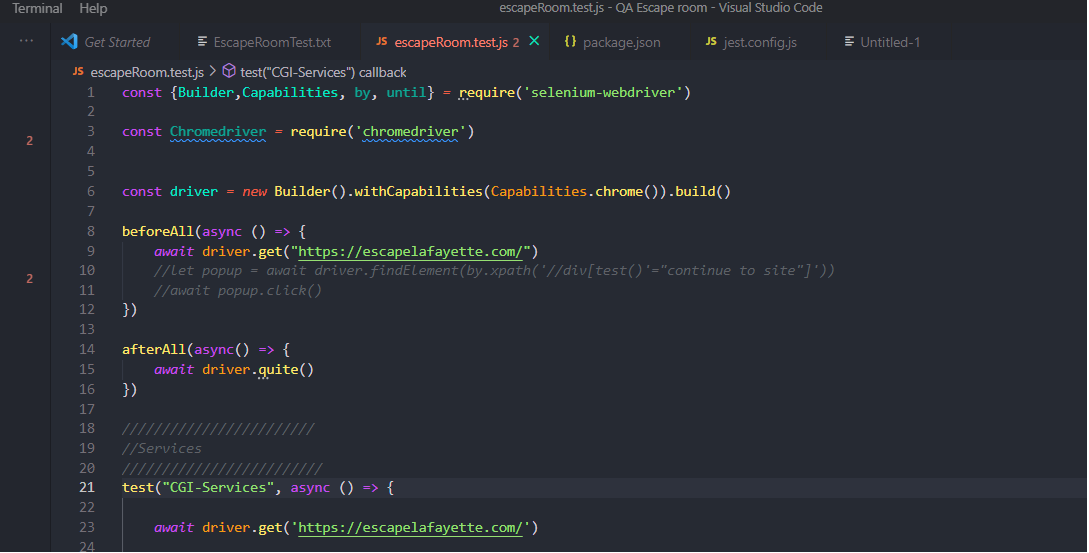 Terminal Help escapeRoom.test.js - QA Escape room - Visual Studio Code
··· Get Started EscapeRoomTest.txt JS escapeRoom.test.js 2 × {} package.json JS jest.config.js Untitled-1
JS escapeRoom.test.js > test("CGI-Services") callback
1 const {Builder,Capabilities, by, until} = require('selenium-webdriver')
2
2
3 const Chromedriver = require('chromedriver')
4
5
6 const driver = new Builder().withCapabilities(Capabilities.chrome()).build()
7
8 beforeAll(async () => {
9 await driver.get("https://escapelafayette.com/")
10 //let popup = await driver.findElement(by.xpath('//div[test()'="continue to site"]'))
2
11 //await popup.click()
12 })
13
14 afterAll(async() => {
15 await driver.quite()
16 })
17
18 ////////////////////////
19 //Services
20 /////////////////////////
21 test("CGI-Services", async () => {
22
23 await driver.get('https://escapelafayette.com/')
24